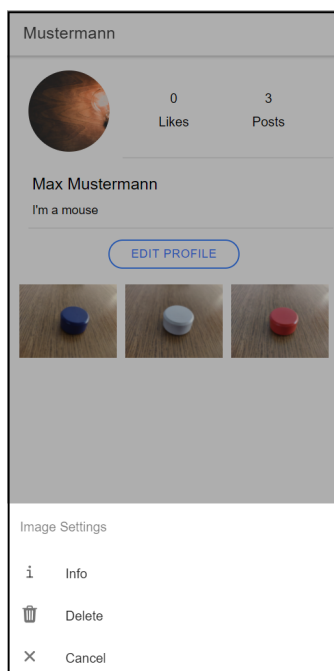 Mustermann
0 3
Likes Posts
Max Mustermann
I'm a mouse
EDIT PROFILE
Image Settings
Info
Delete
Cancel